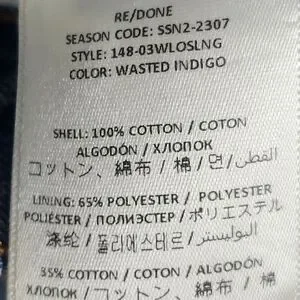 RE/DONE
SEASON CODE: SSN2-2307
STYLE: 148-03WLOSLNG
COLOR: WASTED INDIGO
SHELL: 100% COTTON / COTON
ALGODÓN / ХЛОПОК
コットン、綿布 / 棉 / 면 / القطن /
LINING: 65% POLYESTER / POLYESTER
POLIÉSTER / ПОЛИЭСТЕР / ポリエステル
涤纶 / 폴리에스테르 / البوليستر /
35% COTTON / COTON / ALGODÓN
ХЛОПОК / コットン、綿布 / 棉